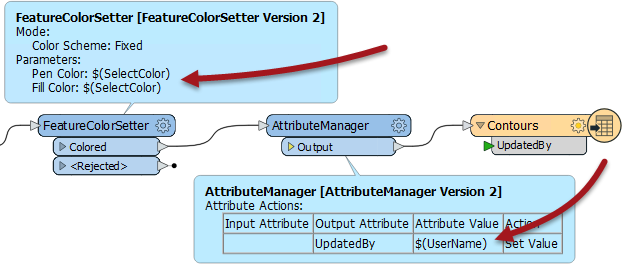 FeatureColorSetter [FeatureColorSetter Version 2]
Mode:
Color Scheme: Fixed
Parameters:
Pen Color: $(SelectColor)
Fill Color: $(SelectColor)
FeatureColorSetter
Colored
<Rejected>
AttributeManager
Output
Contours
UpdatedBy
AttributeManager [AttributeManager Version 2]
Attribute Actions:
Input Attribute Output Attribute Attribute Value Action
UpdatedBy $(UserName) Set Value